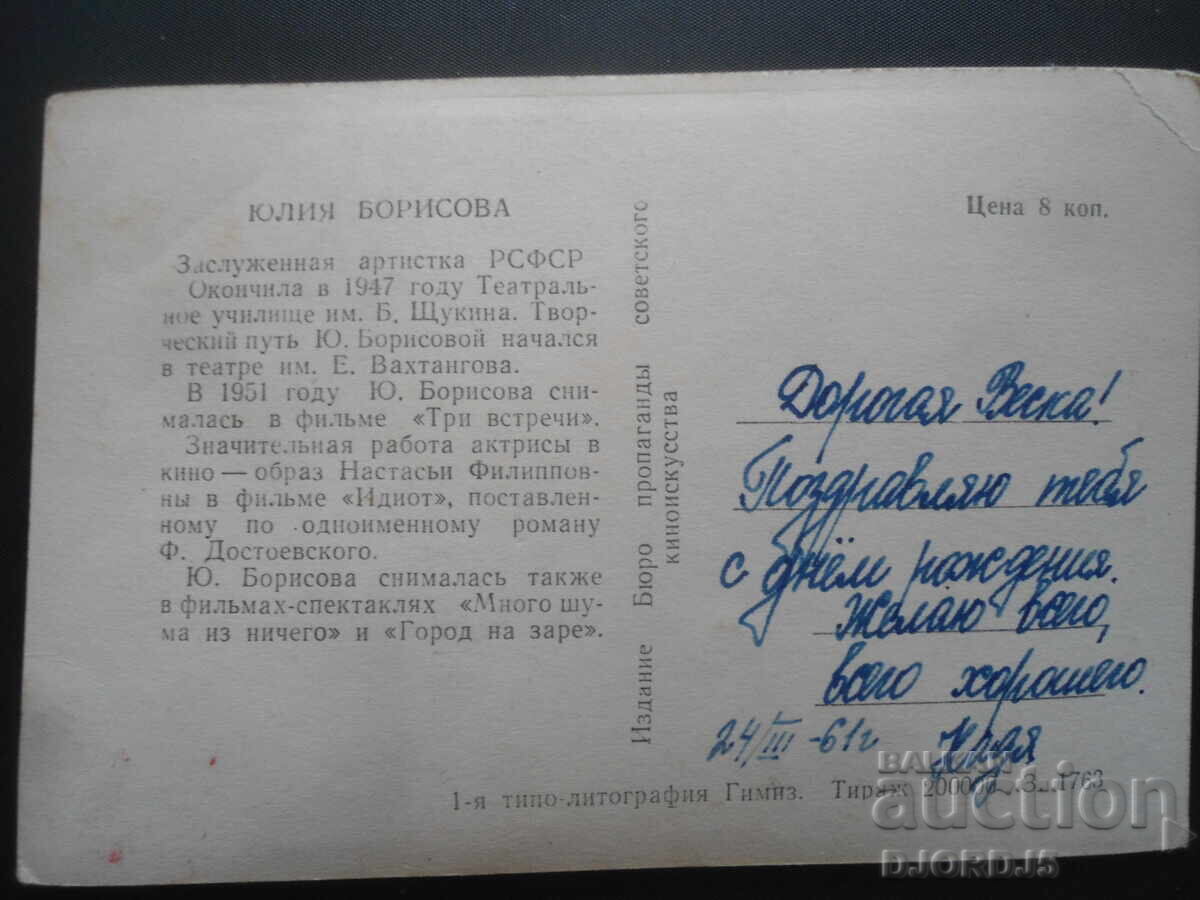 ЮЛИЯ БОРИСОВА
Заслуженная артистка РСФСР
Окончила в 1947 году Театраль-
ное училище им. Б. Щукина. Твор-
ческий путь Ю. Борисовой начался
в театре им. Е. Вахтангова.
В 1951 году Ю. Борисова сни-
малась в фильме «Три встречи».
Значительная работа актрисы в
кино — образ Настасьи Филиппов-
ны в фильме «Идиот», поставлен-
ному по одноименному роману
Ф. Достоевского.
Ю. Борисова снималась также
в фильмах-спектаклях «Много шу-
ма из ничего» и «Город на заре».
Издание Бюро пропаганды советского
киноискусства
Цена 8 коп.
Дорогая Веска!
Поздравляю тебя
с днём рождения.
Желаю всего,
всего хорошего.
24/III -61г
1-я типо-литография Гимиз. Тираж 200000 З. 1763
BALKAN
auction
DJORDJ5